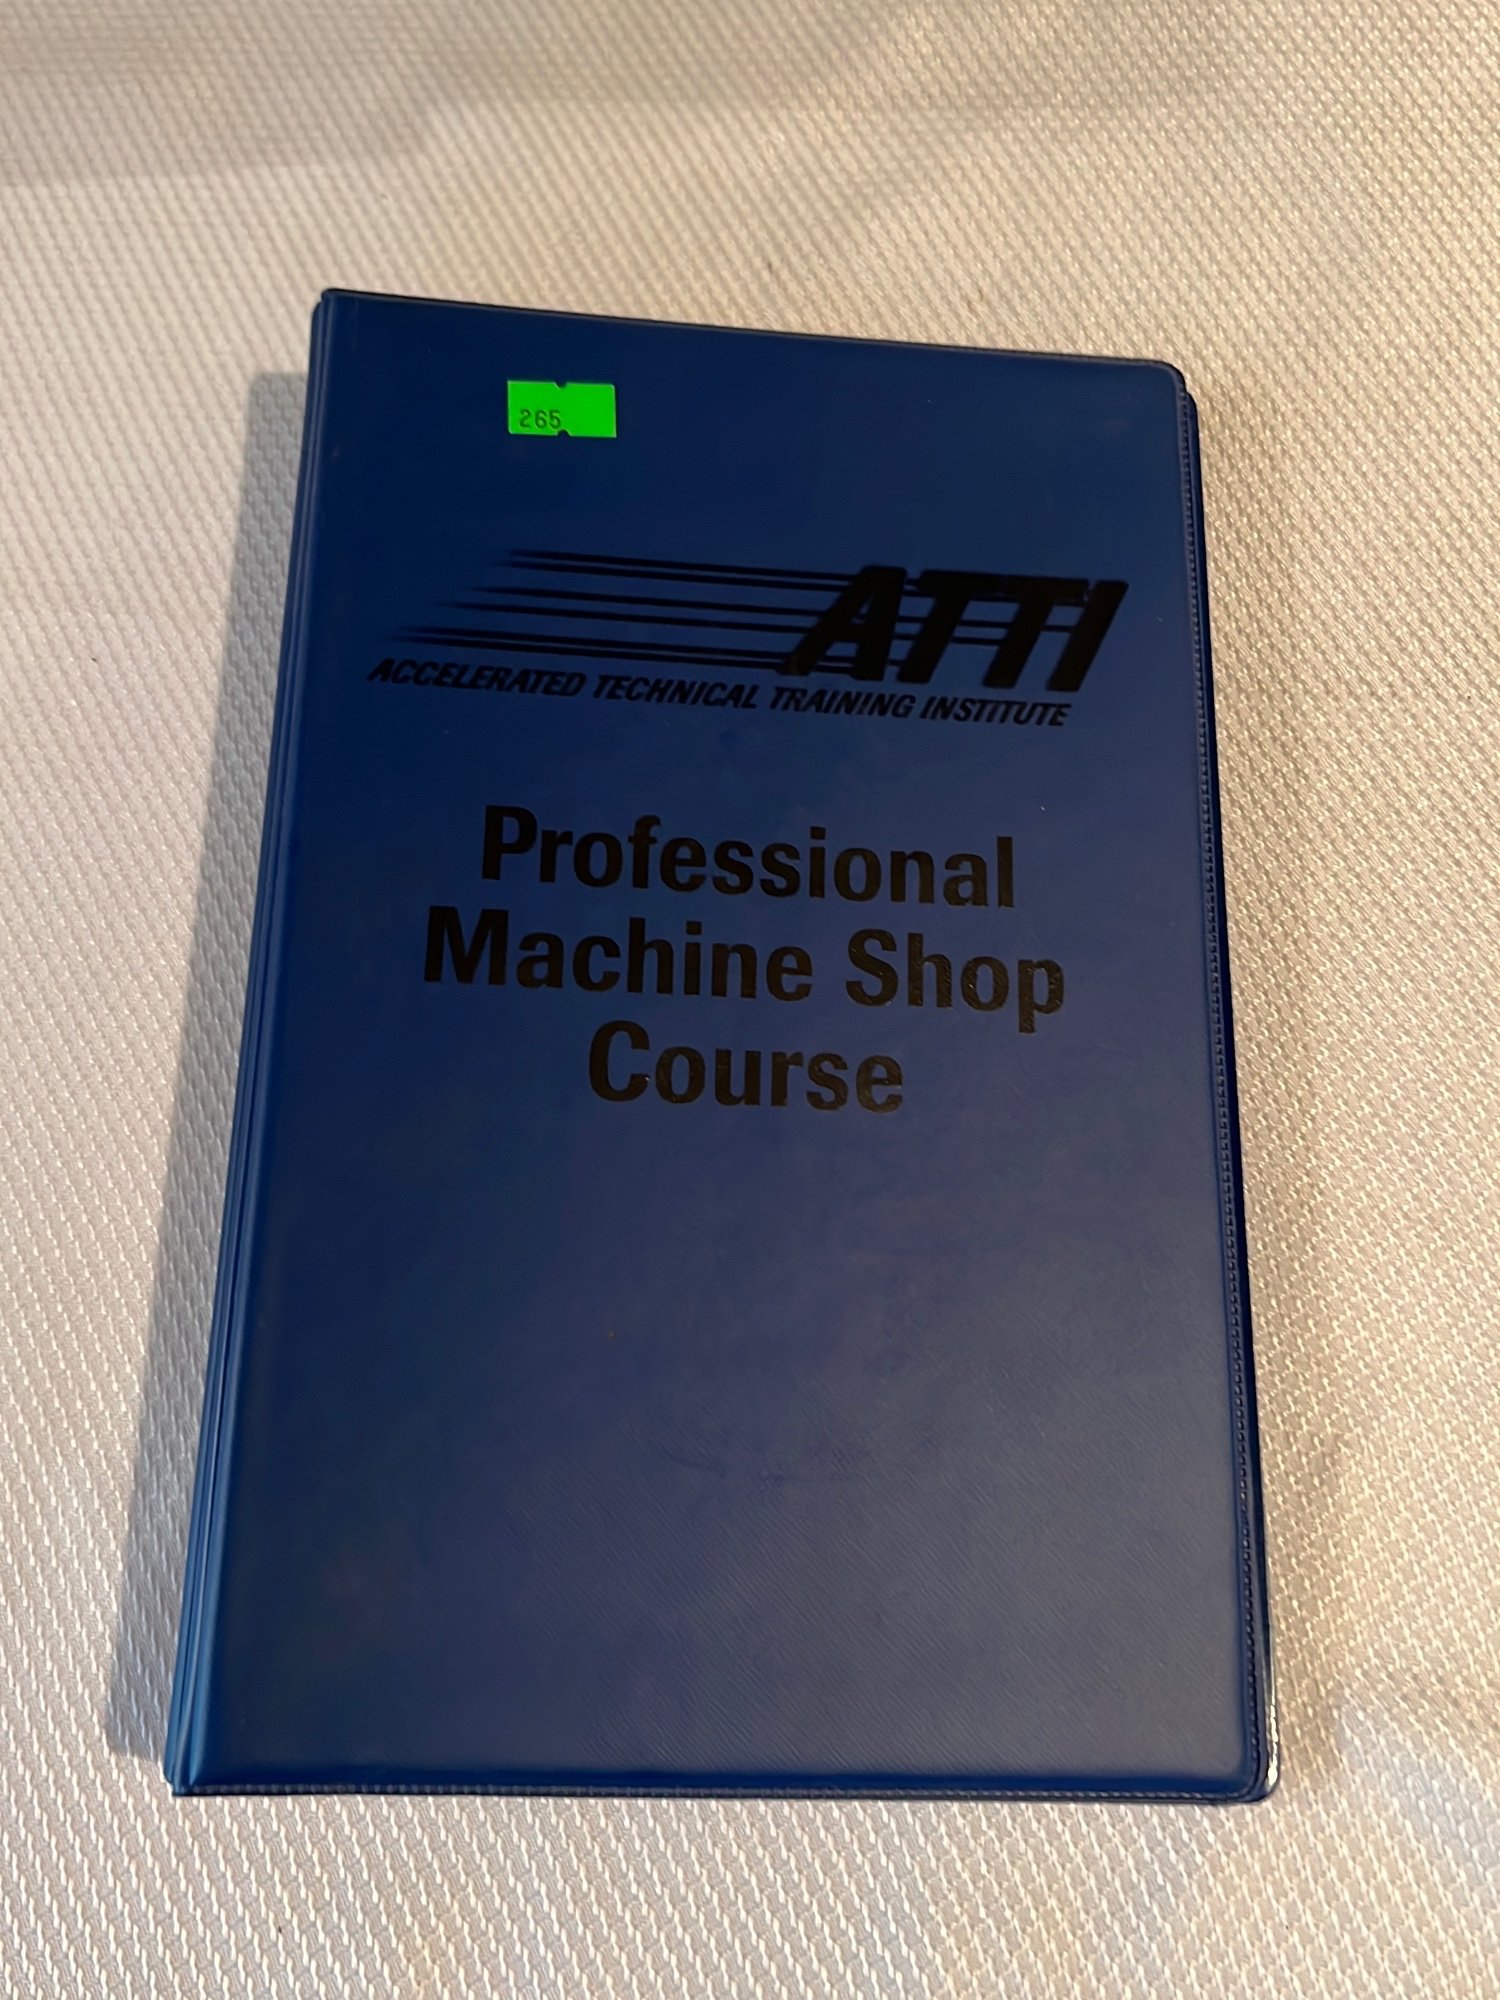 265
ATTI
ACCELERATED TECHNICAL TRAINING INSTITUTE
Professional
Machine Shop
Course